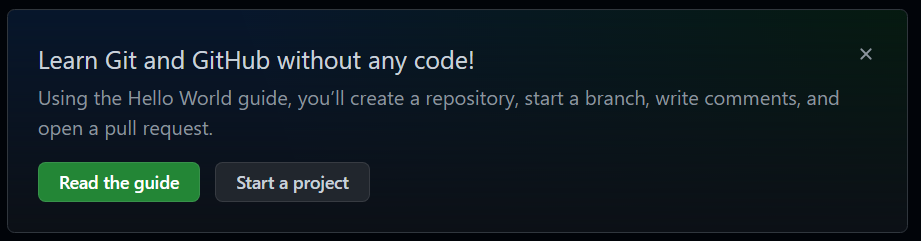 Learn Git and GitHub without any code!
Using the Hello World guide, you’ll create a repository, start a branch, write comments, and
open a pull request.
Read the guide
Start a project